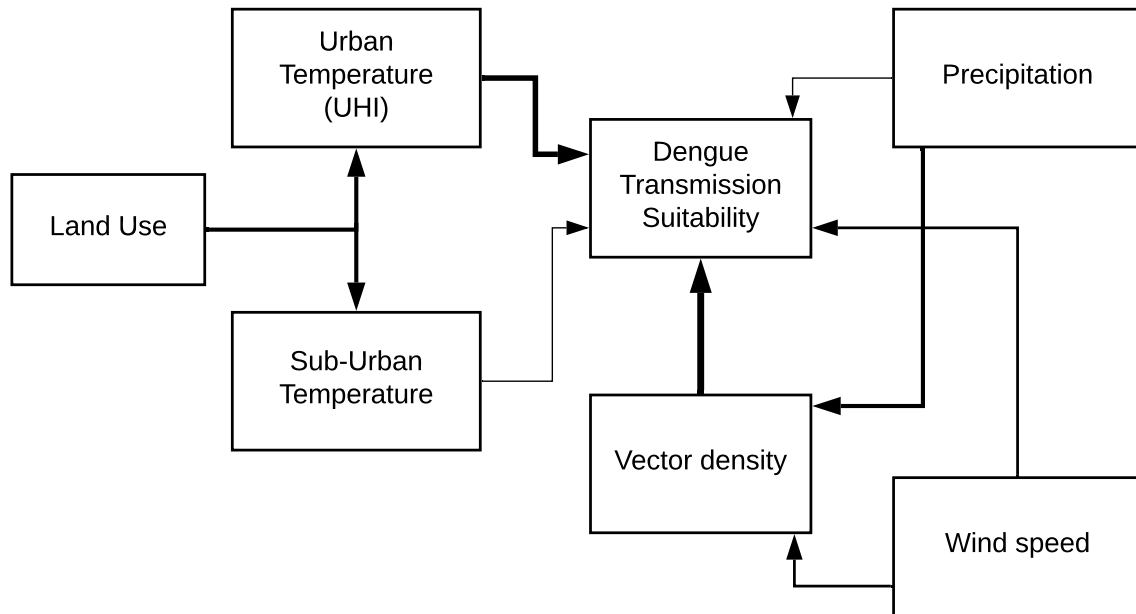 Urban
Temperature
(UHI)
Precipitation
Dengue
Transmission
Suitability
Land Use
Sub-Urban
Temperature
Vector density
Wind speed